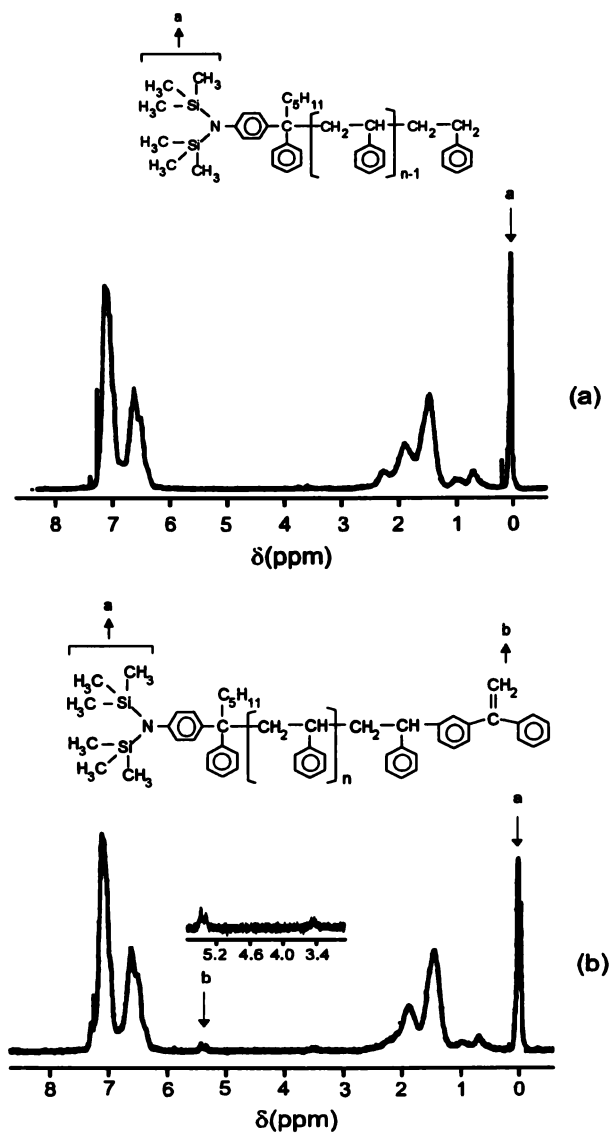 a
H₃C CH₃
H₃C Si
N
Si
H₃C
H₃C CH₃
C₅H₁₁
C CH₂ CH CH₂ CH₂
n-1
a
(a)
8 7 6 5 4 3 2 1 0
δ(ppm)
a
b
H₃C CH₃
H₃C Si
N
H₃C Si
H₃C CH₃
C₅H₁₁
CH₂
C CH₂ CH CH₂ CH C
n
a
5.2 4.6 4.0 3.4
b
(b)
8 7 6 5 4 3 2 1 0
δ(ppm)